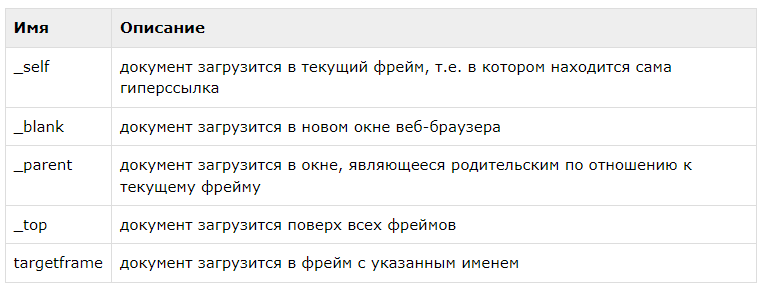 Имя Описание
_self документ загрузится в текущий фрейм, т.е. в котором находится сама
гиперссылка
_blank документ загрузится в новом окне веб-браузера
_parent документ загрузится в окне, являющееся родительским по отношению к
текущему фрейму
_top документ загрузится поверх всех фреймов
targetframe документ загрузится в фрейм с указанным именем